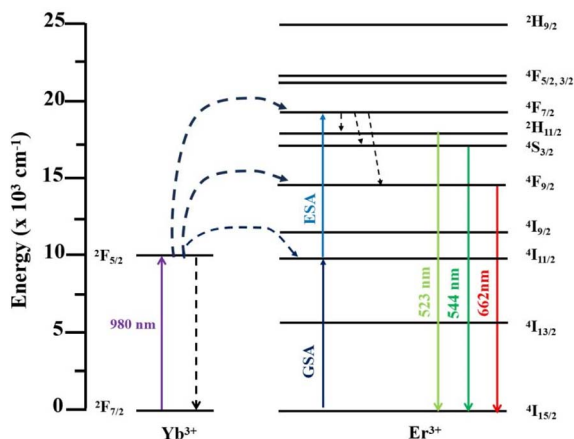 Energy (x 10³ cm⁻¹)
25
20
15
10
5
0
²F₅/₂
²F₇/₂
980 nm
Yb³⁺
GSA
ESA
523 nm
544 nm
662nm
²H₉/₂
⁴F₅/₂, ₃/₂
⁴F₇/₂
²H₁₁/₂
⁴S₃/₂
⁴F₉/₂
⁴I₉/₂
⁴I₁₁/₂
⁴I₁₃/₂
⁴I₁₅/₂
Er³⁺